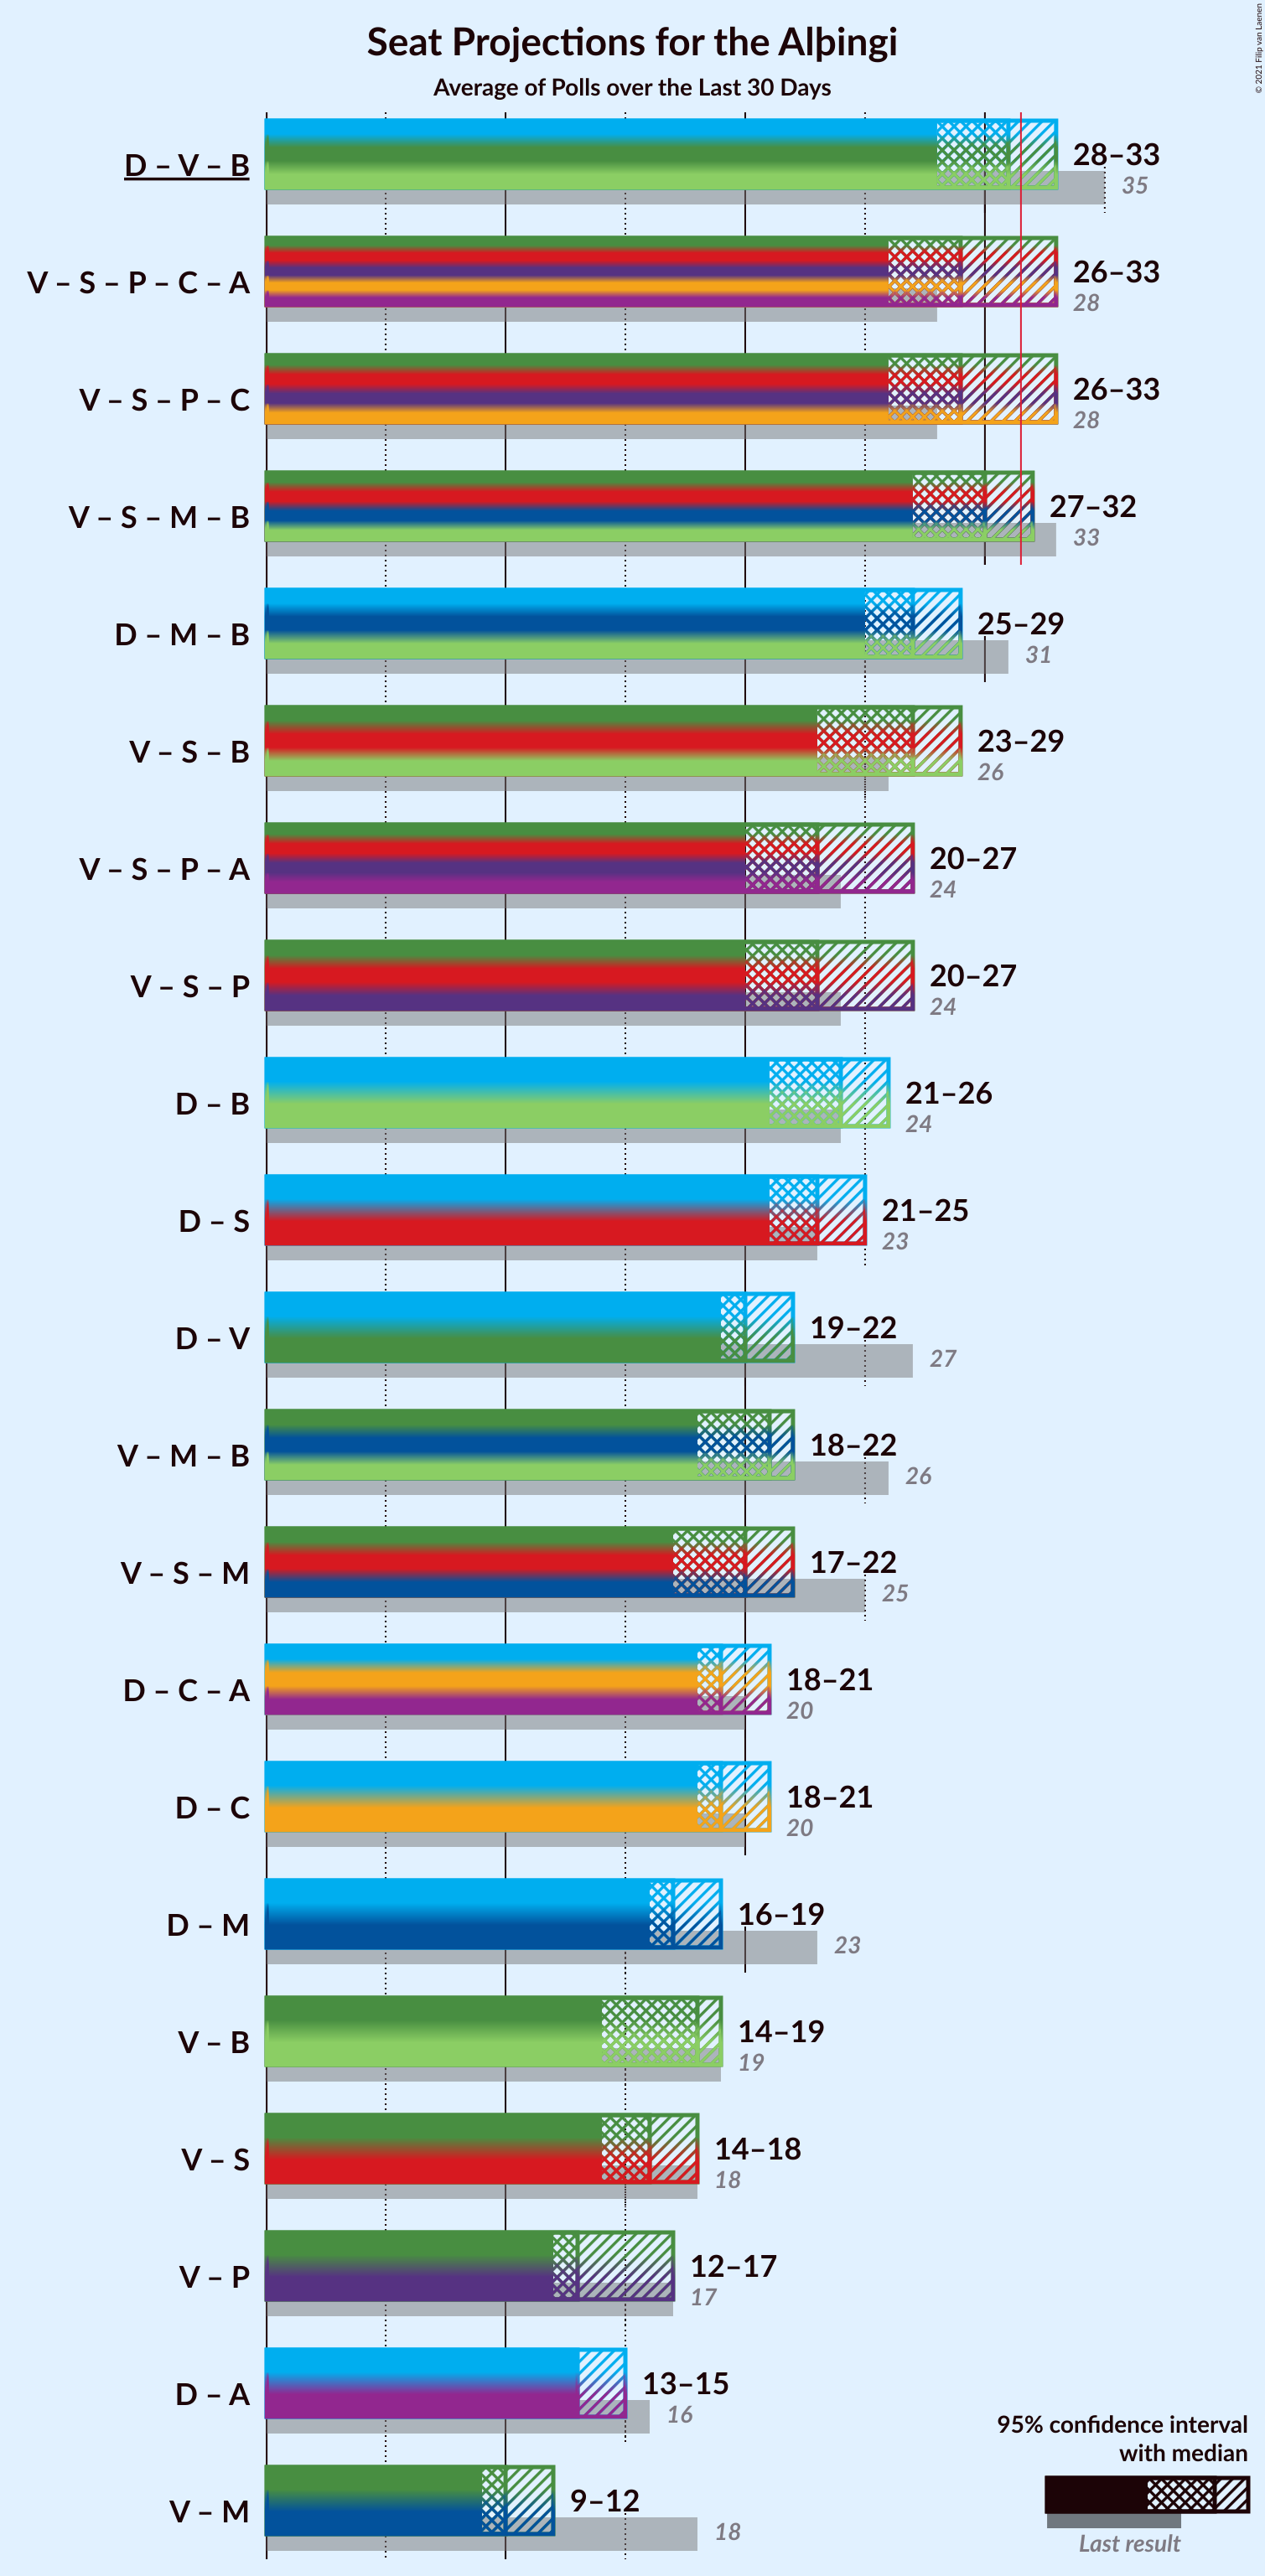 © 2021 Filip van Laenen
Seat Projections for the Alþingi
Average of Polls over the Last 30 Days
D – V – B
28–33
35
V – S – P – C – A
26–33
28
V – S – P – C
26–33
28
V – S – M – B
27–32
33
D – M – B
25–29
31
V – S – B
23–29
26
V – S – P – A
20–27
24
V – S – P
20–27
24
D – B
21–26
24
D – S
21–25
23
D – V
19–22
27
V – M – B
18–22
26
V – S – M
17–22
25
D – C – A
18–21
20
D – C
18–21
20
D – M
16–19
23
V – B
14–19
19
V – S
14–18
18
V – P
12–17
17
D – A
13–15
16
V – M
9–12
18
95% confidence interval
with median
Last result